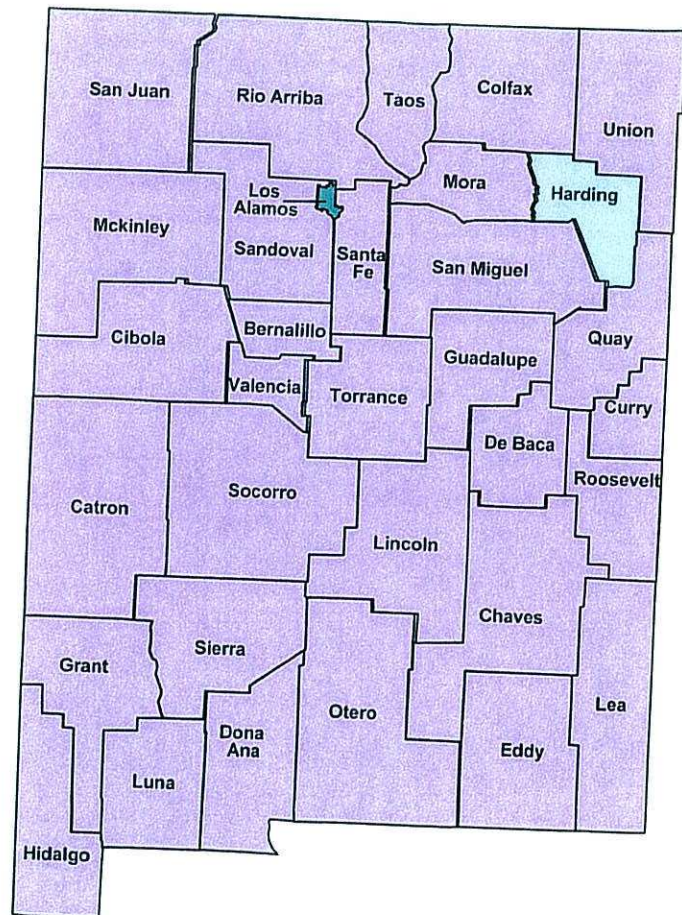 San Juan
Rio Arriba
Taos
Colfax
Union
Los
Alamos
Mora
Harding
Mckinley
Sandoval
Santa
Fe
San Miguel
Cibola
Bernalillo
Guadalupe
Quay
Valencia
Torrance
Curry
De Baca
Roosevelt
Catron
Socorro
Lincoln
Chaves
Grant
Sierra
Lea
Otero
Dona
Ana
Eddy
Luna
Hidalgo